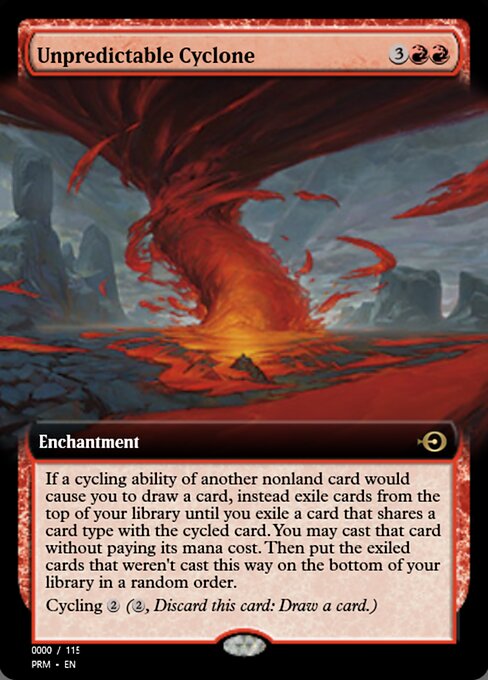 Unpredictable Cyclone 3
Enchantment
If a cycling ability of another nonland card would
cause you to draw a card, instead exile cards from the
top of your library until you exile a card that shares a
card type with the cycled card. You may cast that card
without paying its mana cost. Then put the exiled
cards that weren't cast this way on the bottom of your
library in a random order.
Cycling 2 (2, Discard this card: Draw a card.)
0000 / 115
PRM • EN